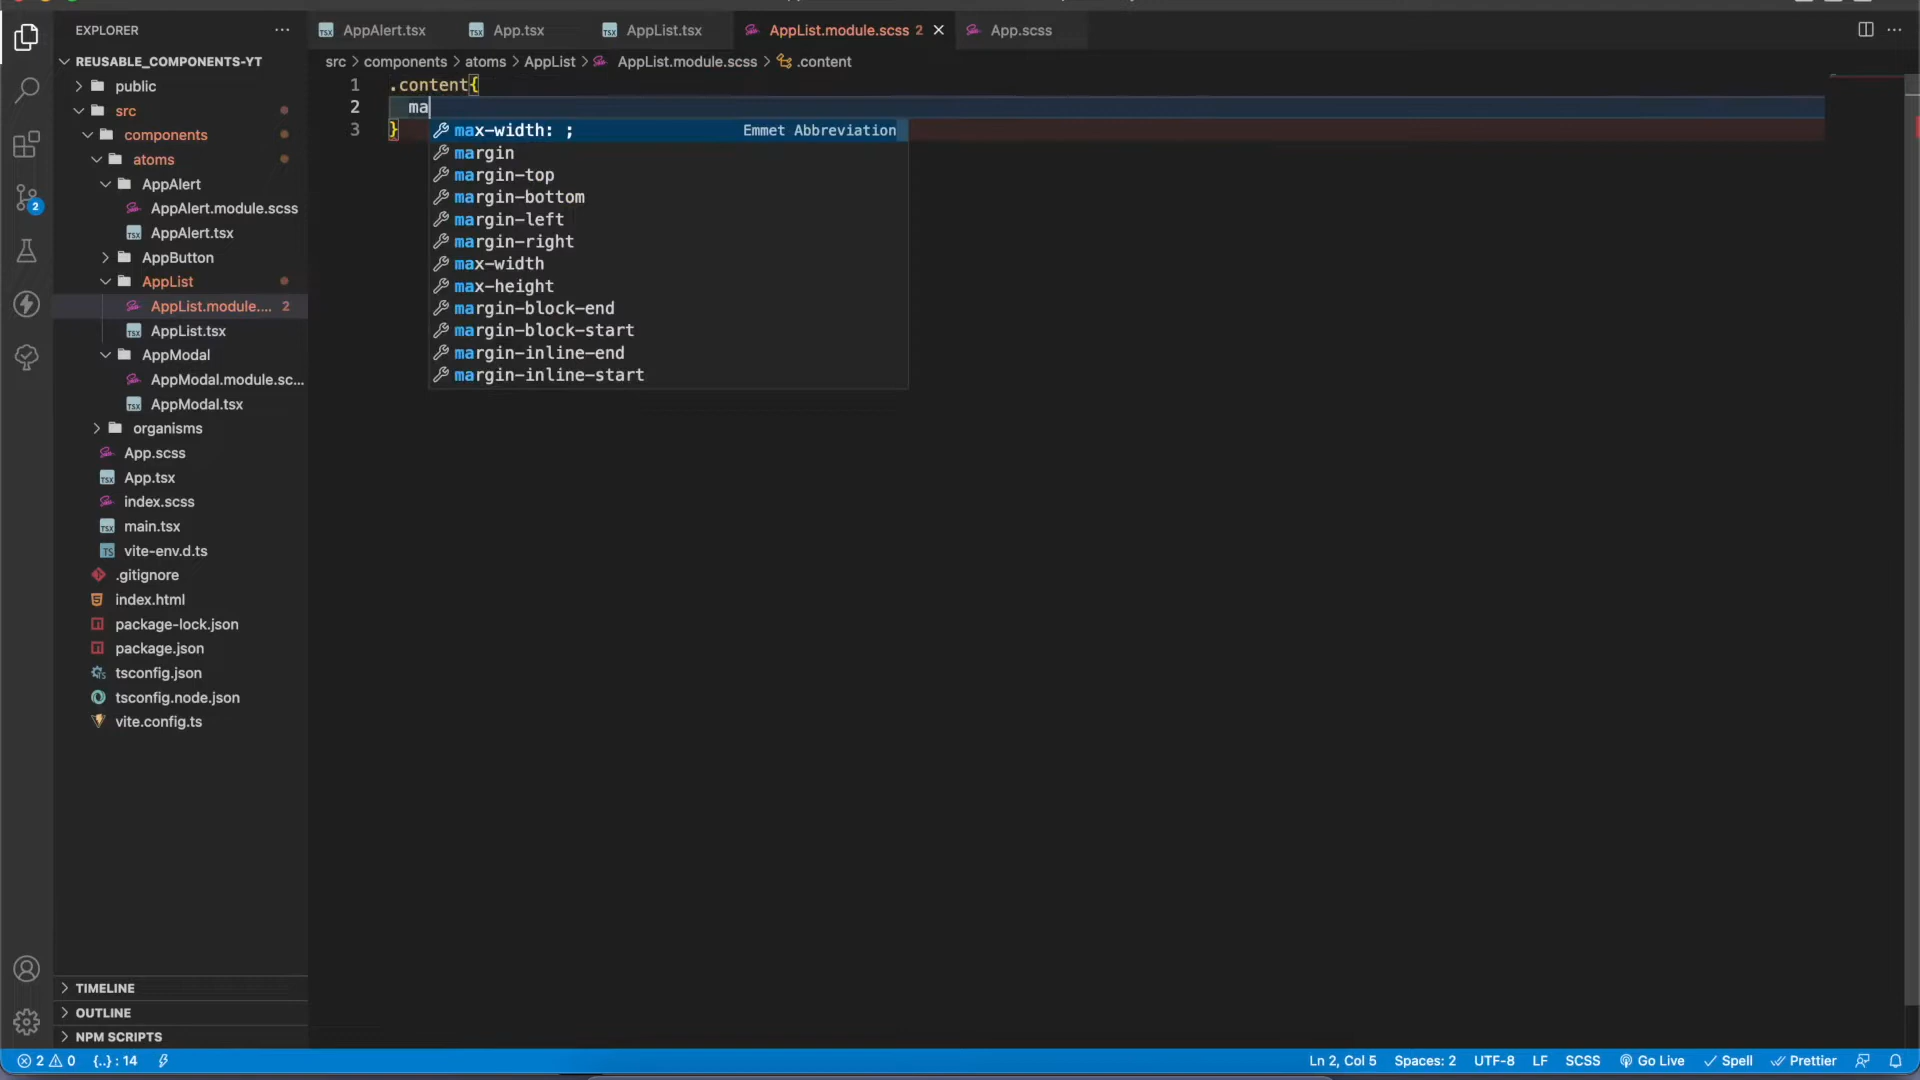 EXPLORER
REUSABLE_COMPONENTS-YT
public
src
components
atoms
AppAlert
AppAlert.module.scss
AppAlert.tsx
AppButton
AppList
AppList.module.... 2
AppList.tsx
AppModal
AppModal.module.sc...
AppModal.tsx
organisms
App.scss
App.tsx
index.scss
main.tsx
TS vite-env.d.ts
.gitignore
index.html
package-lock.json
package.json
tsconfig.json
tsconfig.node.json
vite.config.ts
TIMELINE
OUTLINE
NPM SCRIPTS
2
AppAlert.tsx App.tsx AppList.tsx AppList.module.scss 2 App.scss
src > components > atoms > AppList > AppList.module.scss > .content
1 .content{
2 ma
3 }
max-width: ; Emmet Abbreviation
margin
margin-top
margin-bottom
margin-left
margin-right
max-width
max-height
margin-block-end
margin-block-start
margin-inline-end
margin-inline-start
2 0 {..} : 14 Ln 2, Col 5 Spaces: 2 UTF-8 LF SCSS Go Live Spell Prettier